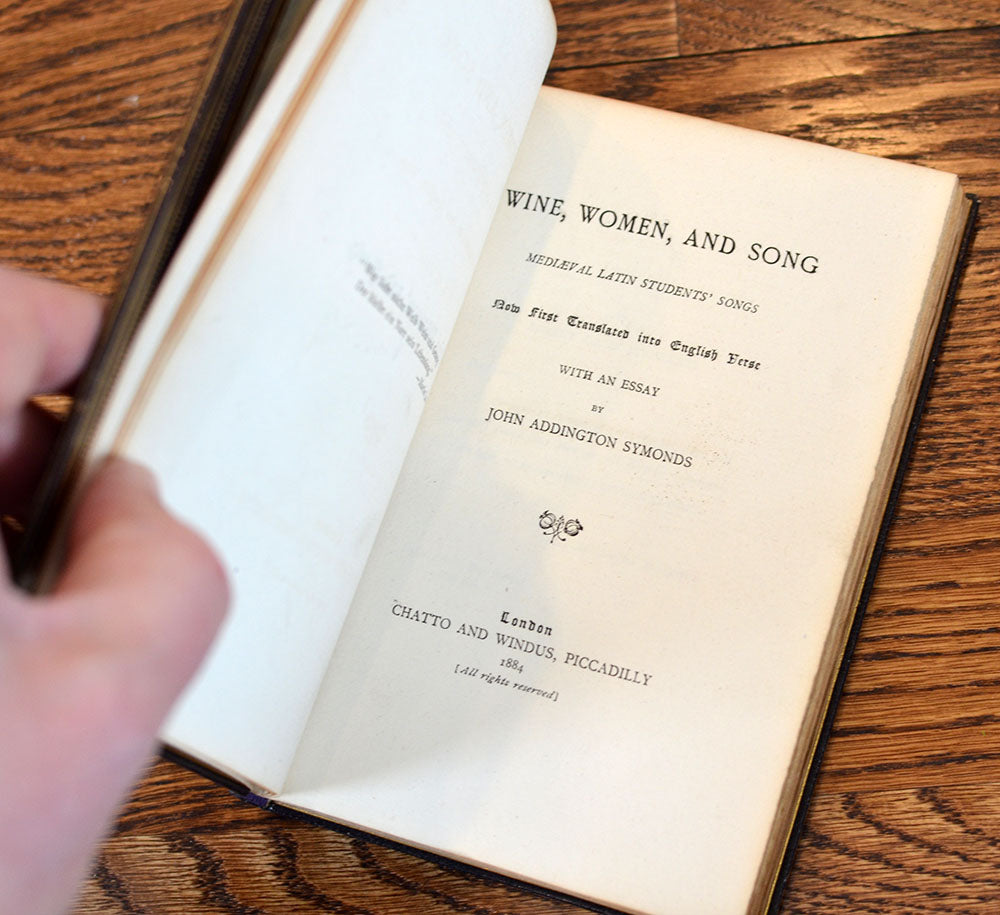 WINE, WOMEN, AND SONG
MEDIÆVAL LATIN STUDENTS' SONGS
Now First Translated into English Verse
WITH AN ESSAY
BY
JOHN ADDINGTON SYMONDS
London
CHATTO AND WINDUS, PICCADILLY
1884
[All rights reserved]